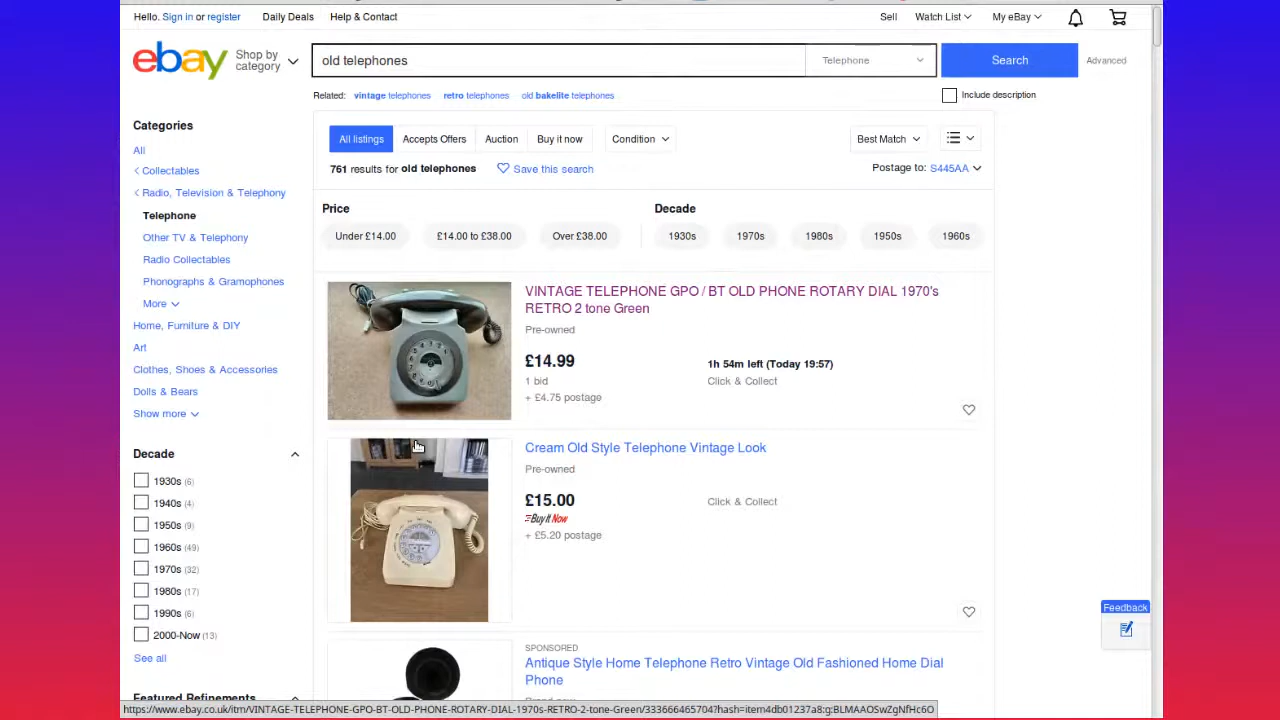 Hello. Sign in or register Daily Deals Help & Contact Sell Watch List My eBay
ebay Shop by category old telephones Telephone Search Advanced
Related: vintage telephones retro telephones old bakelite telephones Include description
Categories
All
Collectables
Radio, Television & Telephony
Telephone
Other TV & Telephony
Radio Collectables
Phonographs & Gramophones
More
Home, Furniture & DIY
Art
Clothes, Shoes & Accessories
Dolls & Bears
Show more
Decade
1930s (6)
1940s (4)
1950s (9)
1960s (49)
1970s (32)
1980s (17)
1990s (6)
2000-Now (13)
See all
Featured Refinements
All listings Accepts Offers Auction Buy it now Condition Best Match
761 results for old telephones Save this search Postage to: S445AA
Price Decade
Under £14.00 £14.00 to £38.00 Over £38.00 1930s 1970s 1980s 1950s 1960s
VINTAGE TELEPHONE GPO / BT OLD PHONE ROTARY DIAL 1970's
RETRO 2 tone Green
Pre-owned
£14.99 1h 54m left (Today 19:57)
1 bid Click & Collect
+ £4.75 postage
Cream Old Style Telephone Vintage Look
Pre-owned
£15.00 Click & Collect
Buy It Now
+ £5.20 postage
SPONSORED
Antique Style Home Telephone Retro Vintage Old Fashioned Home Dial
Phone
Feedback
https://www.ebay.co.uk/itm/VINTAGE-TELEPHONE-GPO-BT-OLD-PHONE-ROTARY-DIAL-1970s-RETRO-2-tone-Green/333666465704?hash=item4db01237a8:g:BLMAAOSwZgNfHc6O